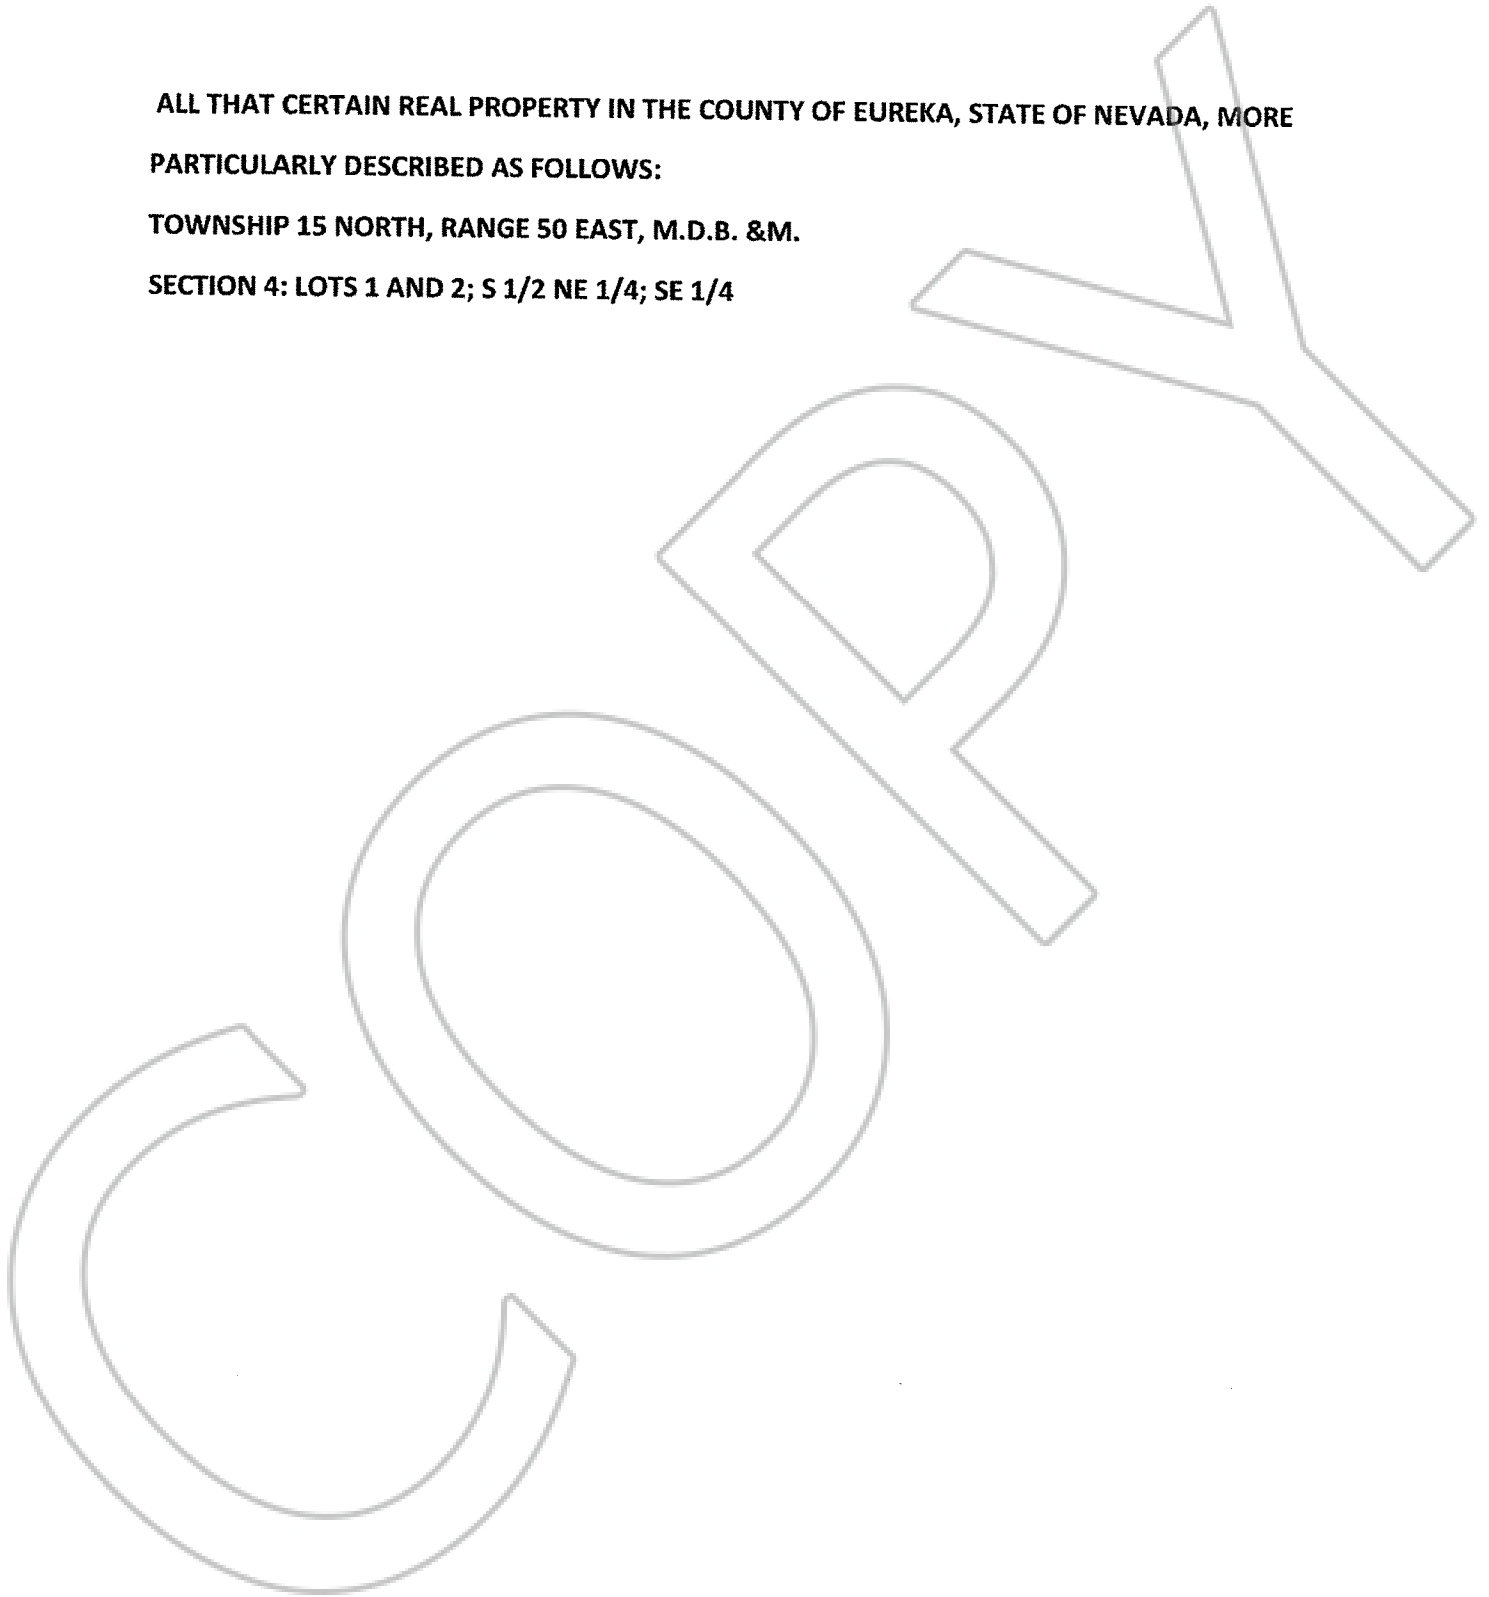 ALL THAT CERTAIN REAL PROPERTY IN THE COUNTY OF EUREKA, STATE OF NEVADA, MORE
PARTICULARLY DESCRIBED AS FOLLOWS:
TOWNSHIP 15 NORTH, RANGE 50 EAST, M.D.B. &M.
SECTION 4: LOTS 1 AND 2; S 1/2 NE 1/4; SE 1/4
COPY